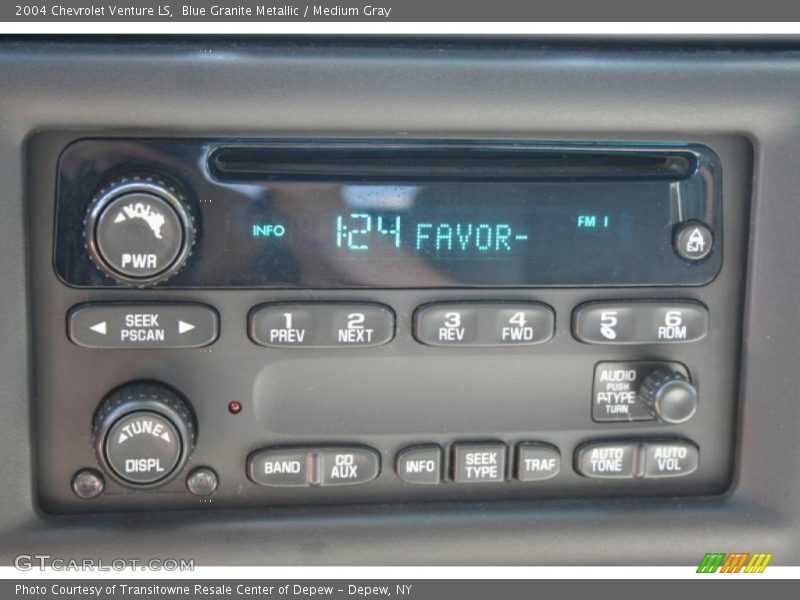 2004 Chevrolet Venture LS,  Blue Granite Metallic / Medium Gray
VOL
PWR
INFO
1:24 FAVOR-
FM 1
EJT
SEEK
PSCAN
1
PREV
2
NEXT
3
REV
4
FWD
5
6
RDM
AUDIO
PUSH
P-TYPE
TURN
TUNE
DISPL
BAND
CD
AUX
INFO
SEEK
TYPE
TRAF
AUTO
TONE
AUTO
VOL
GTCARLOT.COM
Photo Courtesy of Transitowne Resale Center of Depew – Depew, NY